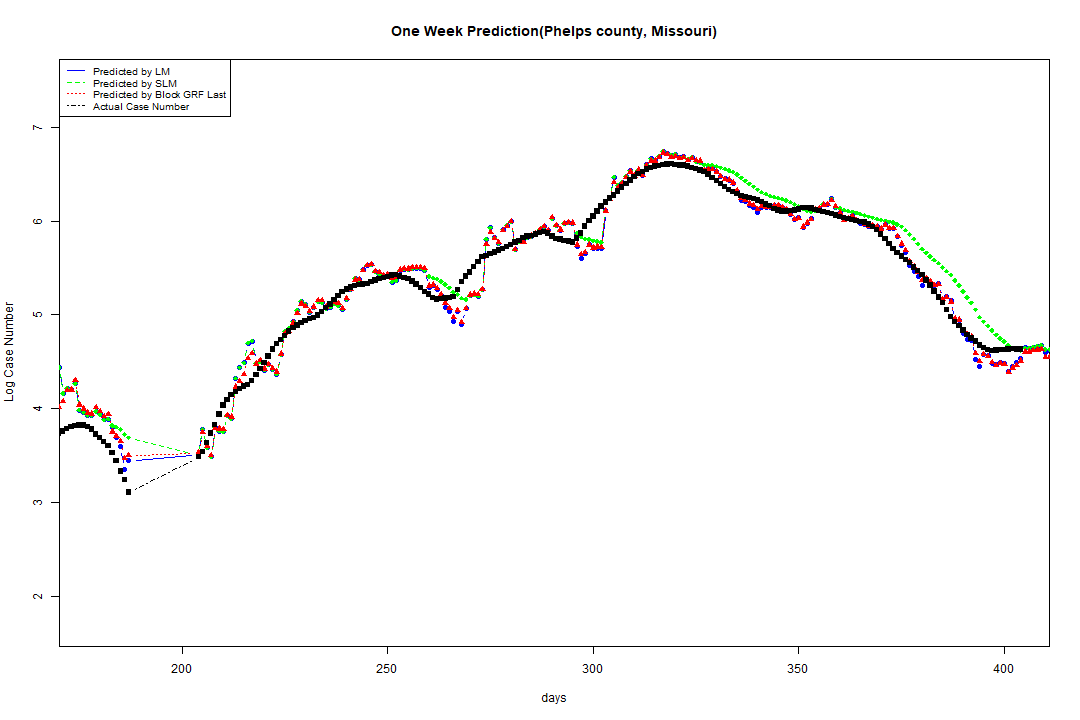 One Week Prediction(Phelps county, Missouri)
Predicted by LM
Predicted by SLM
Predicted by Block GRF Last
Actual Case Number
7
6
5
4
3
2
Log Case Number
200 250 300 350 400
days